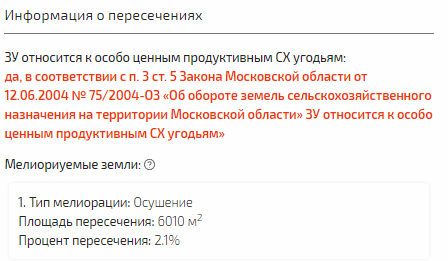 Информация о пересечениях
ЗУ относится к особо ценным продуктивным СХ угодьям:
да, в соответствии с п. 3 ст. 5 Закона Московской области от
12.06.2004 № 75/2004-ОЗ «Об обороте земель сельскохозяйственного
назначения на территории Московской области» ЗУ относится к особо
ценным продуктивным СХ угодьям»
Мелиорируемые земли: ?
1. Тип мелиорации: Осушение
Площадь пересечения: 6010 м²
Процент пересечения: 2.1%